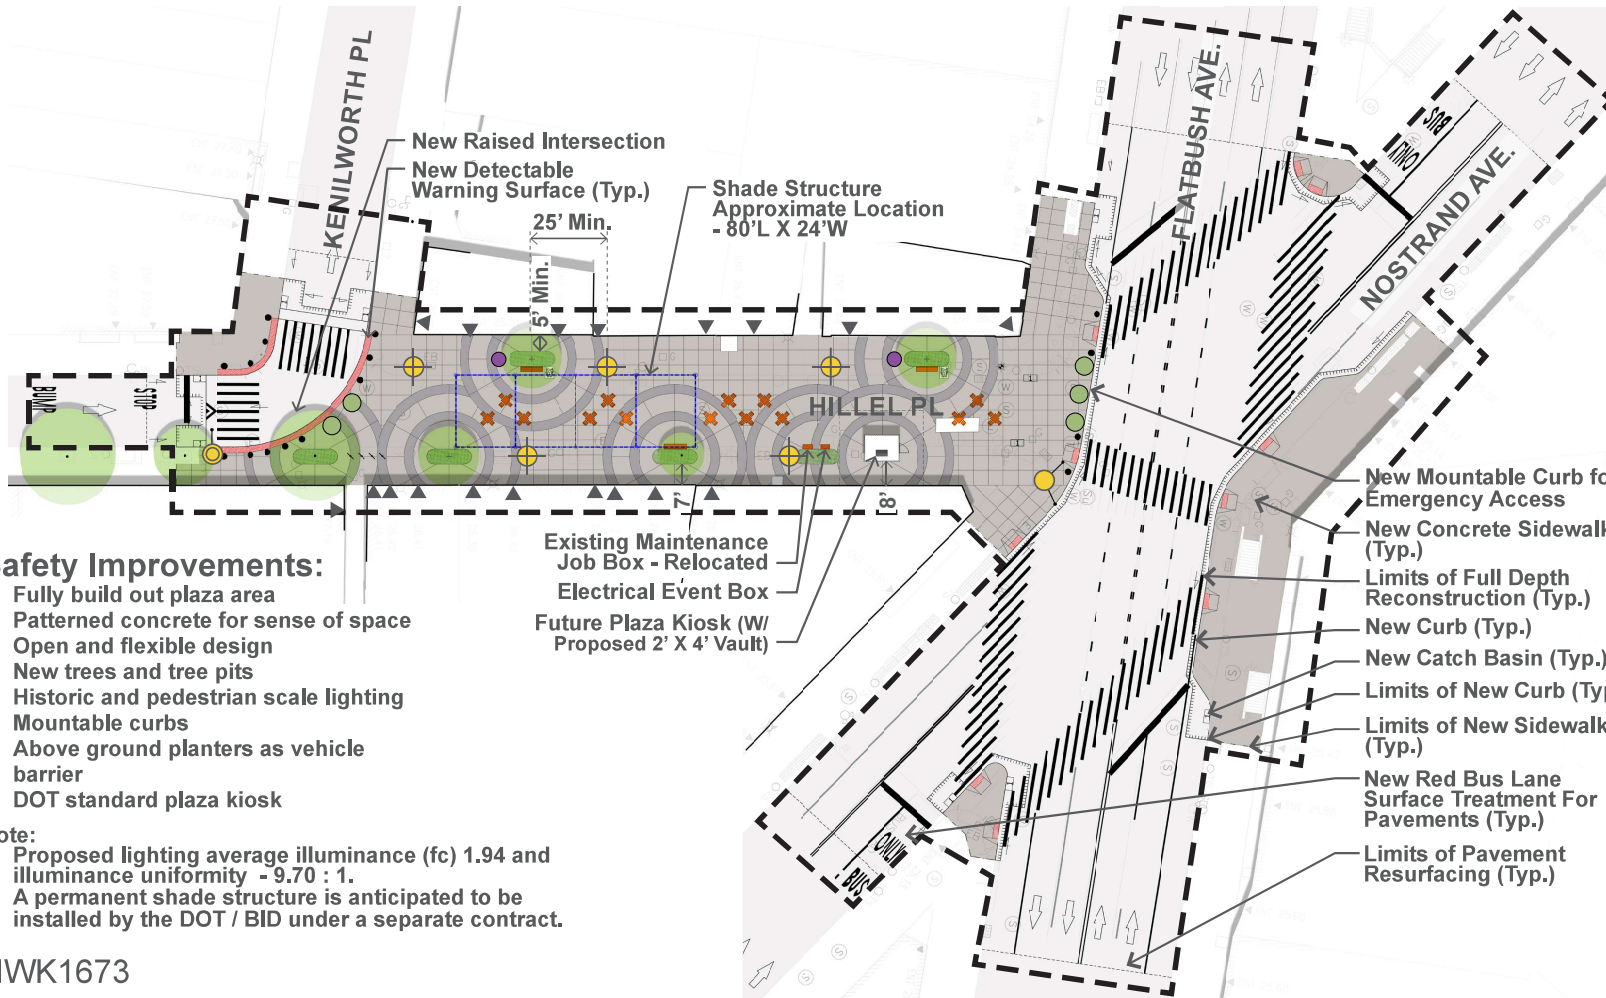 KENILWORTH PL
New Raised Intersection
New Detectable
Warning Surface (Typ.)
25’ Min.
5’ Min.
Shade Structure
Approximate Location
- 80’L X 24’W
FLATBUSH AVE.
NOSTRAND AVE.
BUS
ONLY
BUMP
STOP
HILLEL PL
7’
8’
Existing Maintenance
Job Box - Relocated
Electrical Event Box
Future Plaza Kiosk (W/
Proposed 2’ X 4’ Vault)
New Mountable Curb fo
Emergency Access
New Concrete Sidewalk
(Typ.)
Limits of Full Depth
Reconstruction (Typ.)
New Curb (Typ.)
New Catch Basin (Typ.)
Limits of New Curb (Typ
Limits of New Sidewalk
(Typ.)
New Red Bus Lane
Surface Treatment For
Pavements (Typ.)
Limits of Pavement
Resurfacing (Typ.)
ONLY
BUS
afety Improvements:
Fully build out plaza area
Patterned concrete for sense of space
Open and flexible design
New trees and tree pits
Historic and pedestrian scale lighting
Mountable curbs
Above ground planters as vehicle
barrier
DOT standard plaza kiosk
ote:
Proposed lighting average illuminance (fc) 1.94 and
illuminance uniformity - 9.70 : 1.
A permanent shade structure is anticipated to be
installed by the DOT / BID under a separate contract.
WK1673